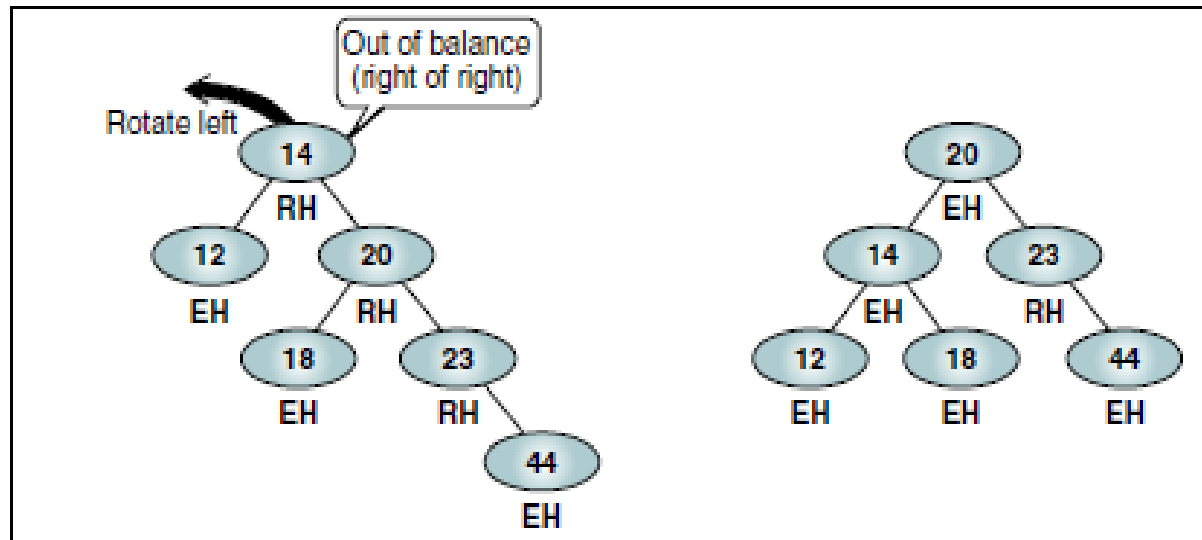 Out of balance
(right of right)
Rotate left
14
RH
12
EH
20
RH
18
EH
23
RH
44
EH
20
EH
14
EH
23
RH
12
EH
18
EH
44
EH